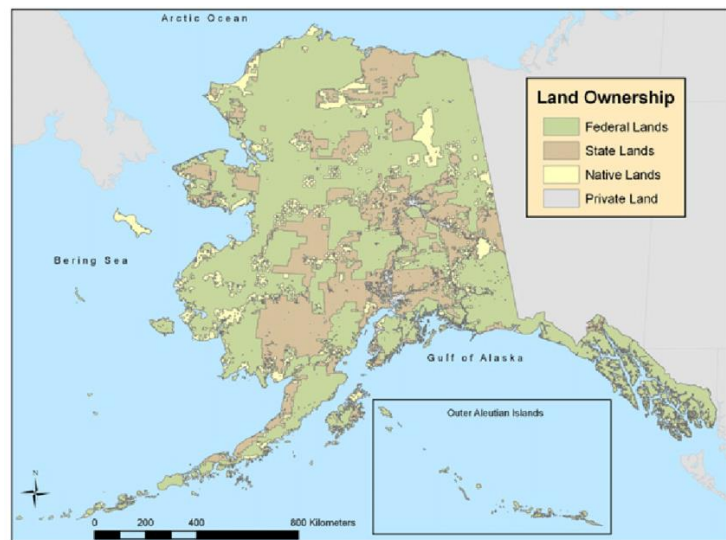 Arctic Ocean
Land Ownership
Federal Lands
State Lands
Native Lands
Private Land
Bering Sea
Gulf of Alaska
Outer Aleutian Islands
N
0 200 400 800 Kilometers